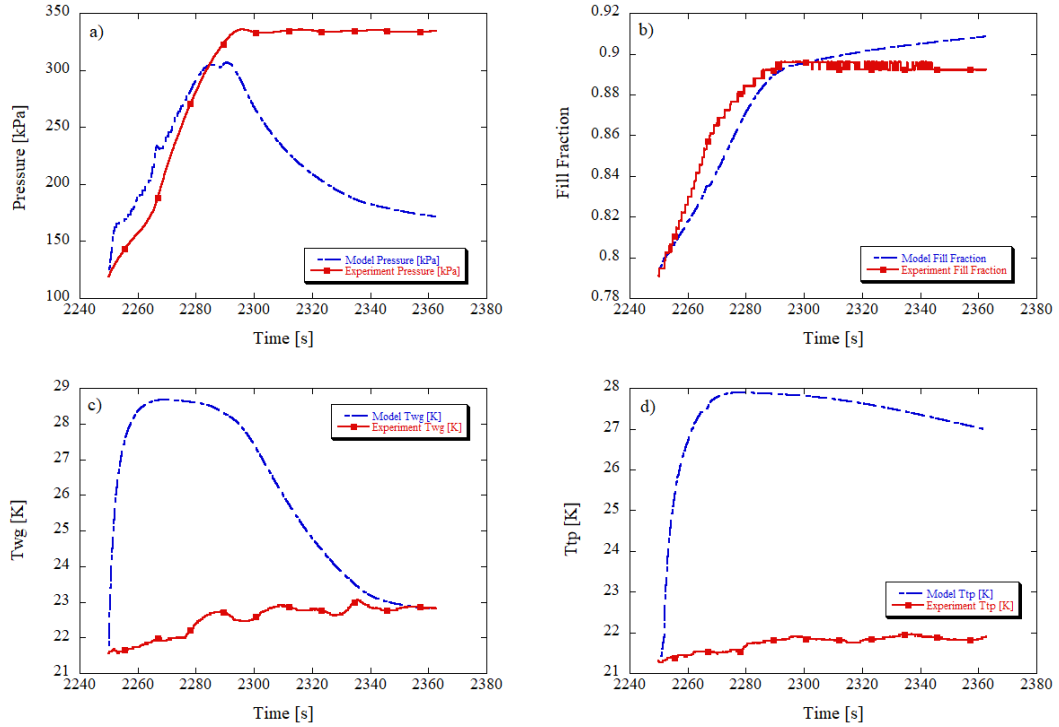 a)
Pressure [kPa]
350
300
250
200
150
100
Model Pressure [kPa]
Experiment Pressure [kPa]
2240 2260 2280 2300 2320 2340 2360 2380
Time [s]
b)
Fill Fraction
0.92
0.9
0.88
0.86
0.84
0.82
0.8
0.78
Model Fill Fraction
Experiment Fill Fraction
2240 2260 2280 2300 2320 2340 2360 2380
Time [s]
c)
Twg [K]
29
28
27
26
25
24
23
22
21
Model Twg [K]
Experiment Twg [K]
2240 2260 2280 2300 2320 2340 2360 2380
Time [s]
d)
Ttp [K]
28
27
26
25
24
23
22
21
Model Ttp [K]
Experiment Ttp [K]
2240 2260 2280 2300 2320 2340 2360 2380
Time [s]